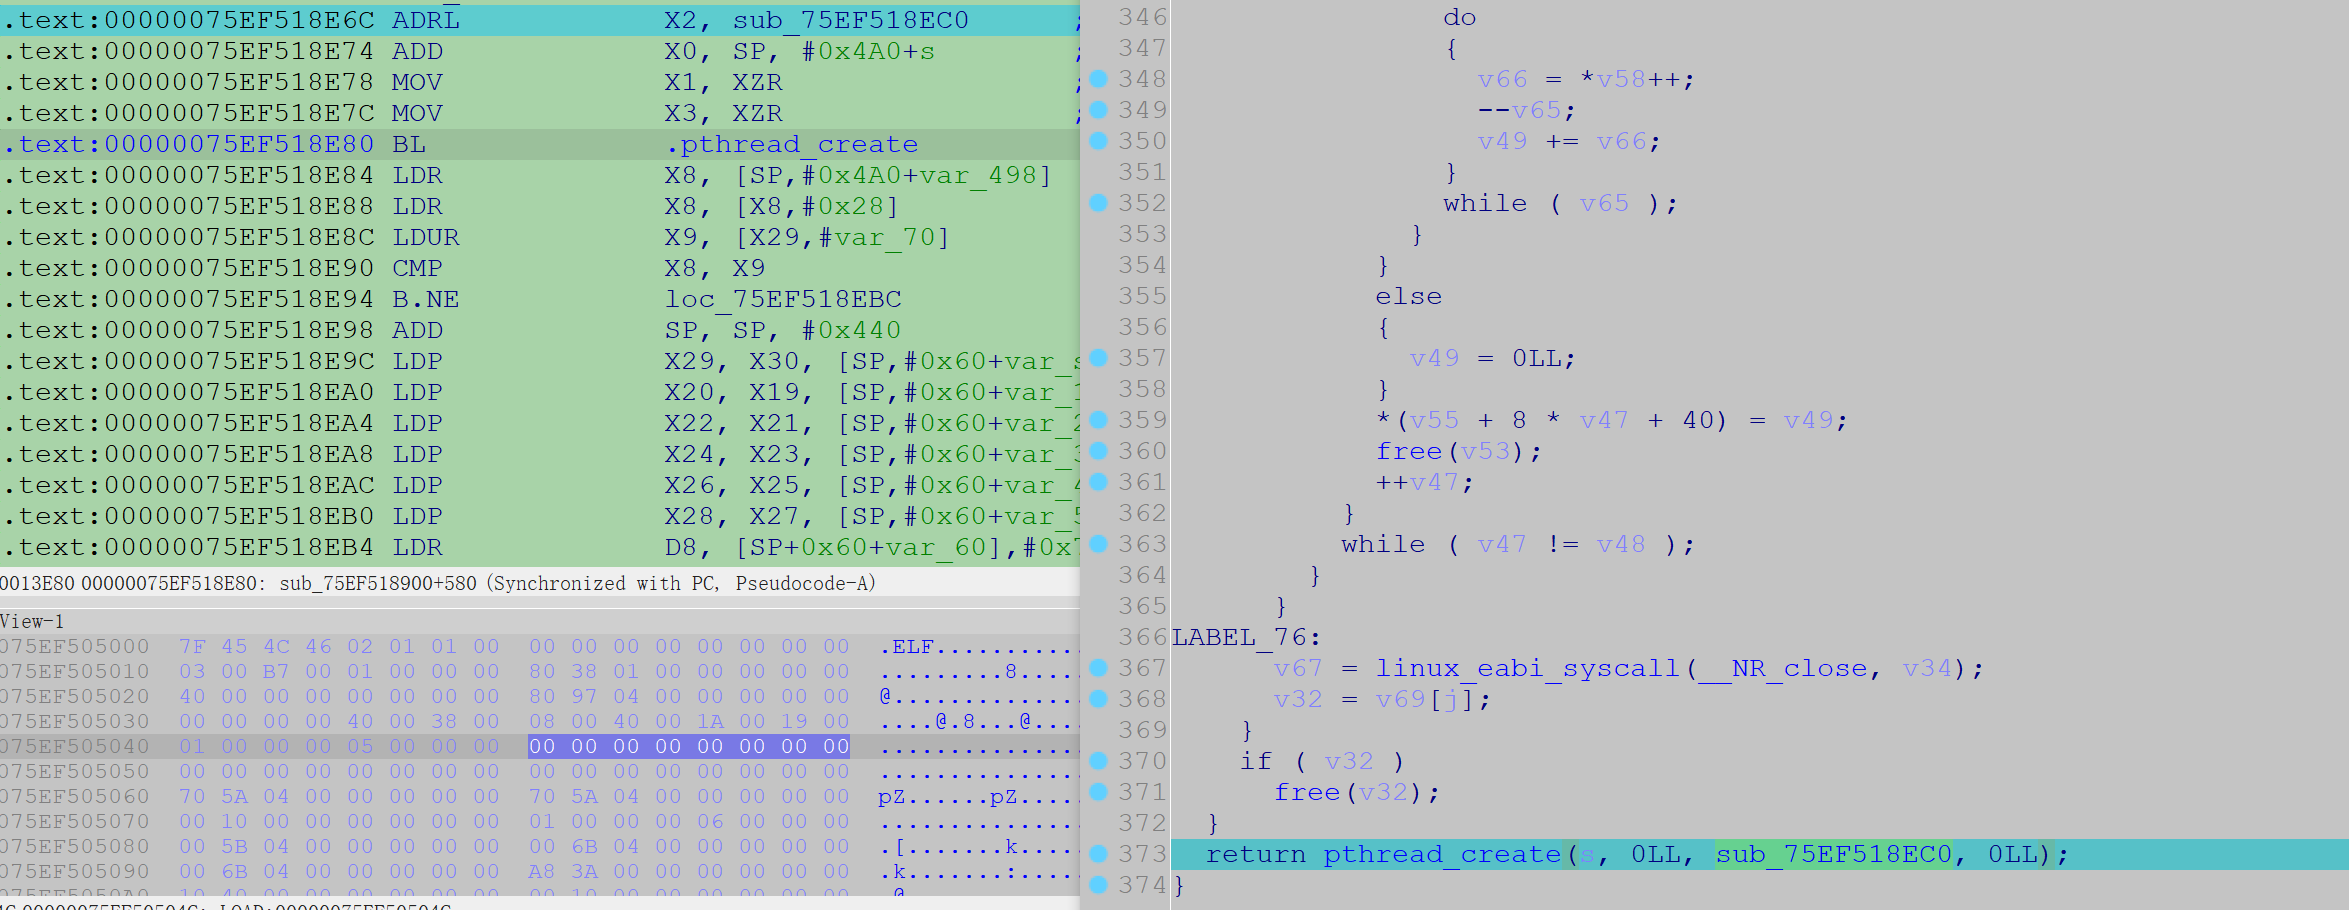 .text:00000075EF518E6C ADRL X2, sub_75EF518EC0 ;
.text:00000075EF518E74 ADD X0, SP, #0x4A0+s ;
.text:00000075EF518E78 MOV X1, XZR ;
.text:00000075EF518E7C MOV X3, XZR ;
.text:00000075EF518E80 BL .pthread_create
.text:00000075EF518E84 LDR X8, [SP,#0x4A0+var_498]
.text:00000075EF518E88 LDR X8, [X8,#0x28]
.text:00000075EF518E8C LDUR X9, [X29,#var_70]
.text:00000075EF518E90 CMP X8, X9
.text:00000075EF518E94 B.NE loc_75EF518EBC
.text:00000075EF518E98 ADD SP, SP, #0x440
.text:00000075EF518E9C LDP X29, X30, [SP,#0x60+var_s
.text:00000075EF518EA0 LDP X20, X19, [SP,#0x60+var_1
.text:00000075EF518EA4 LDP X22, X21, [SP,#0x60+var_2
.text:00000075EF518EA8 LDP X24, X23, [SP,#0x60+var_3
.text:00000075EF518EAC LDP X26, X25, [SP,#0x60+var_4
.text:00000075EF518EB0 LDP X28, X27, [SP,#0x60+var_5
.text:00000075EF518EB4 LDR D8, [SP+0x60+var_60],#0x7
0013E80 00000075EF518E80: sub_75EF518900+580 (Synchronized with PC, Pseudocode-A)
View-1
075EF505000 7F 45 4C 46 02 01 01 00 00 00 00 00 00 00 00 00 .ELF............
075EF505010 03 00 B7 00 01 00 00 00 80 38 01 00 00 00 00 00 .........8.....
075EF505020 40 00 00 00 00 00 00 00 80 97 04 00 00 00 00 00 @..............
075EF505030 00 00 00 00 40 00 38 00 08 00 40 00 1A 00 19 00 ....@.8...@....
075EF505040 01 00 00 00 05 00 00 00 00 00 00 00 00 00 00 00 ...............
075EF505050 00 00 00 00 00 00 00 00 00 00 00 00 00 00 00 00 ...............
075EF505060 70 5A 04 00 00 00 00 00 70 5A 04 00 00 00 00 00 pZ......pZ.....
075EF505070 00 10 00 00 00 00 00 00 01 00 00 00 06 00 00 00 ...............
075EF505080 00 5B 04 00 00 00 00 00 00 6B 04 00 00 00 00 00 .[.......k.....
075EF505090 00 6B 04 00 00 00 00 00 A8 3A 00 00 00 00 00 00 .k.......:.....
346 do
347 {
348 v66 = *v58++;
349 --v65;
350 v49 += v66;
351 }
352 while ( v65 );
353 }
354 }
355 else
356 {
357 v49 = 0LL;
358 }
359 *(v55 + 8 * v47 + 40) = v49;
360 free(v53);
361 ++v47;
362 }
363 while ( v47 != v48 );
364 }
365 }
366 LABEL_76:
367 v67 = linux_eabi_syscall(__NR_close, v34);
368 v32 = v69[j];
369 }
370 if ( v32 )
371 free(v32);
372 }
373 return pthread_create(s, 0LL, sub_75EF518EC0, 0LL);
374 }